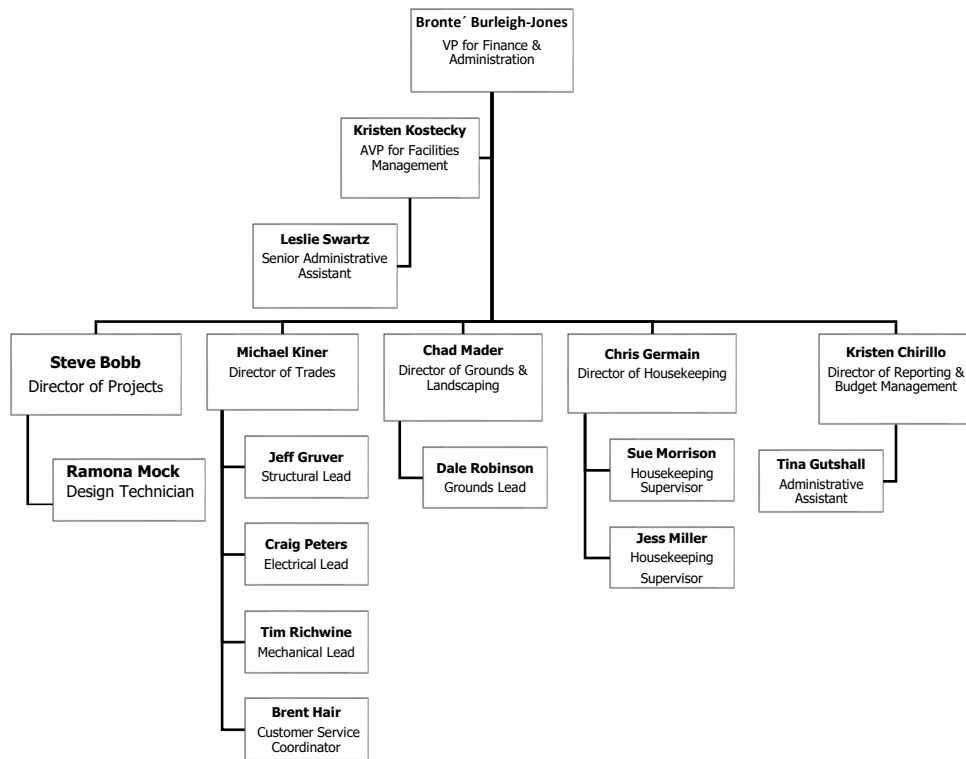 Bronte´ Burleigh-Jones
VP for Finance &
Administration
Kristen Kostecky
AVP for Facilities
Management
Leslie Swartz
Senior Administrative
Assistant
Steve Bobb
Director of Projects
Ramona Mock
Design Technician
Michael Kiner
Director of Trades
Jeff Gruver
Structural Lead
Craig Peters
Electrical Lead
Tim Richwine
Mechanical Lead
Brent Hair
Customer Service
Coordinator
Chad Mader
Director of Grounds &
Landscaping
Dale Robinson
Grounds Lead
Chris Germain
Director of Housekeeping
Sue Morrison
Housekeeping
Supervisor
Jess Miller
Housekeeping
Supervisor
Kristen Chirillo
Director of Reporting &
Budget Management
Tina Gutshall
Administrative
Assistant